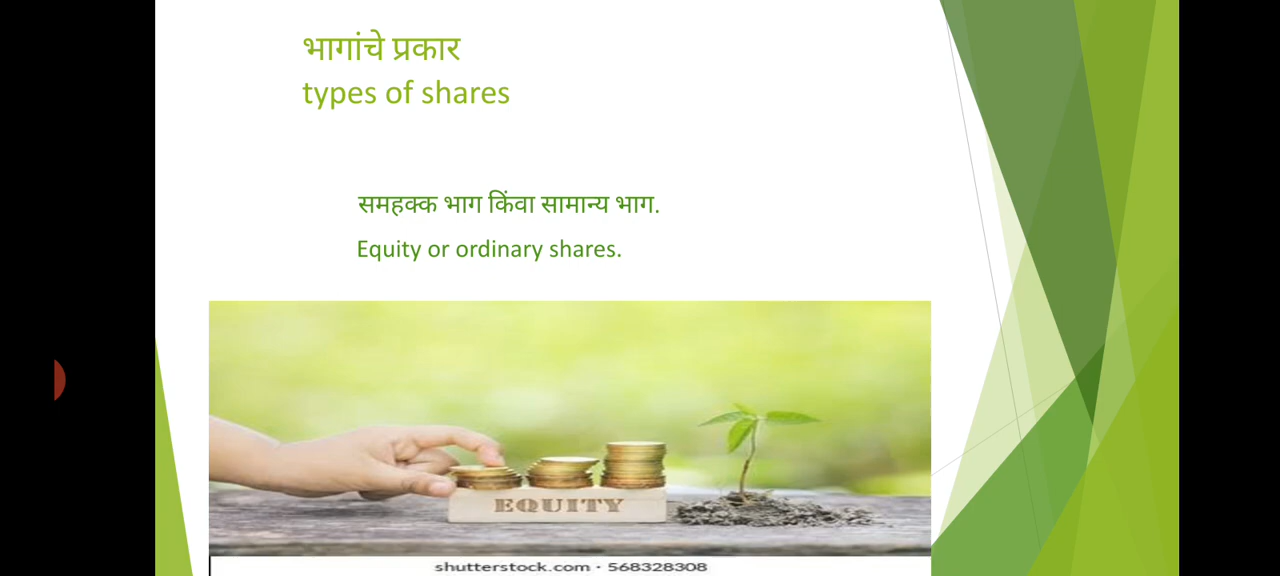 भागांचे प्रकार
types of shares
समहक्क भाग किंवा सामान्य भाग.
Equity or ordinary shares.
EQUITY
shutterstock.com · 568328308